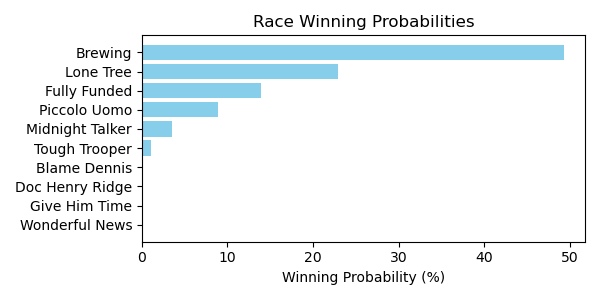 Race Winning Probabilities
Brewing
Lone Tree
Fully Funded
Piccolo Uomo
Midnight Talker
Tough Trooper
Blame Dennis
Doc Henry Ridge
Give Him Time
Wonderful News
0 10 20 30 40 50
Winning Probability (%)